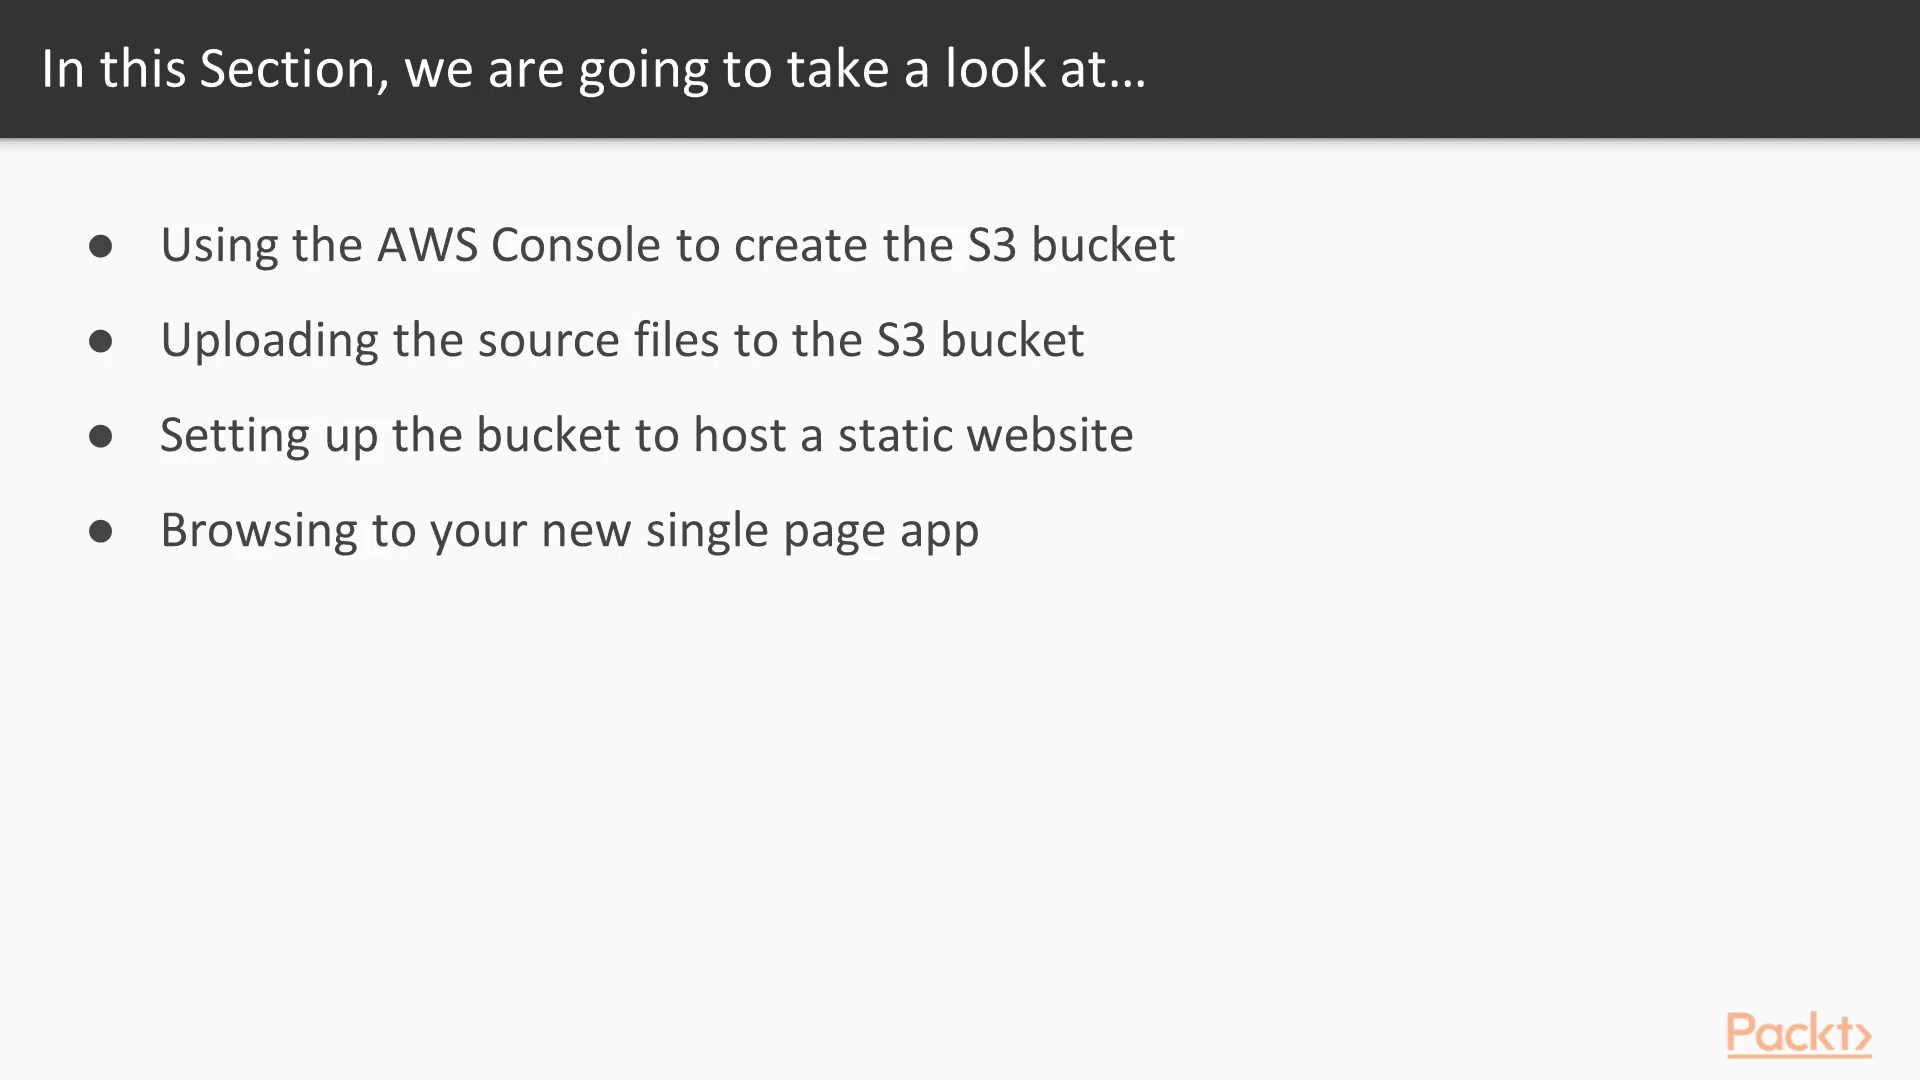 In this Section, we are going to take a look at...
● Using the AWS Console to create the S3 bucket
● Uploading the source files to the S3 bucket
● Setting up the bucket to host a static website
● Browsing to your new single page app
Packt>